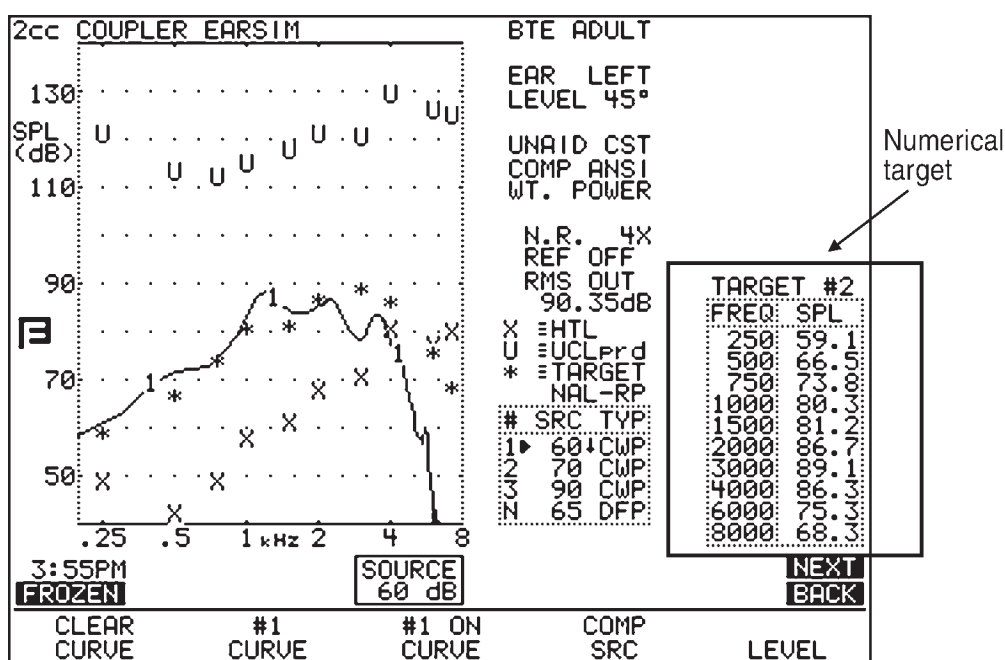 2cc COUPLER EARSIM
BTE ADULT
EAR LEFT
LEVEL 45°
UNAID CST
COMP ANSI
WT. POWER
N.R. 4X
REF OFF
RMS OUT
90.35dB
X ≡HTL
U ≡UCLprd
* ≡TARGET
NAL-RP
# SRC TYP
1▶ 60↓CWP
2 70 CWP
3 90 CWP
N 65 DFP
130
SPL
(dB)
110
90
70
50
.25 .5 1 kHz 2 4 8
Numerical
target
TARGET #2
FREQ SPL
250 59.1
500 66.5
750 73.8
1000 80.3
1500 81.2
2000 86.7
3000 89.1
4000 86.3
6000 75.3
8000 68.3
3:55PM
FROZEN
SOURCE
60 dB
NEXT
BACK
CLEAR
CURVE
#1
CURVE
#1 ON
CURVE
COMP
SRC
LEVEL